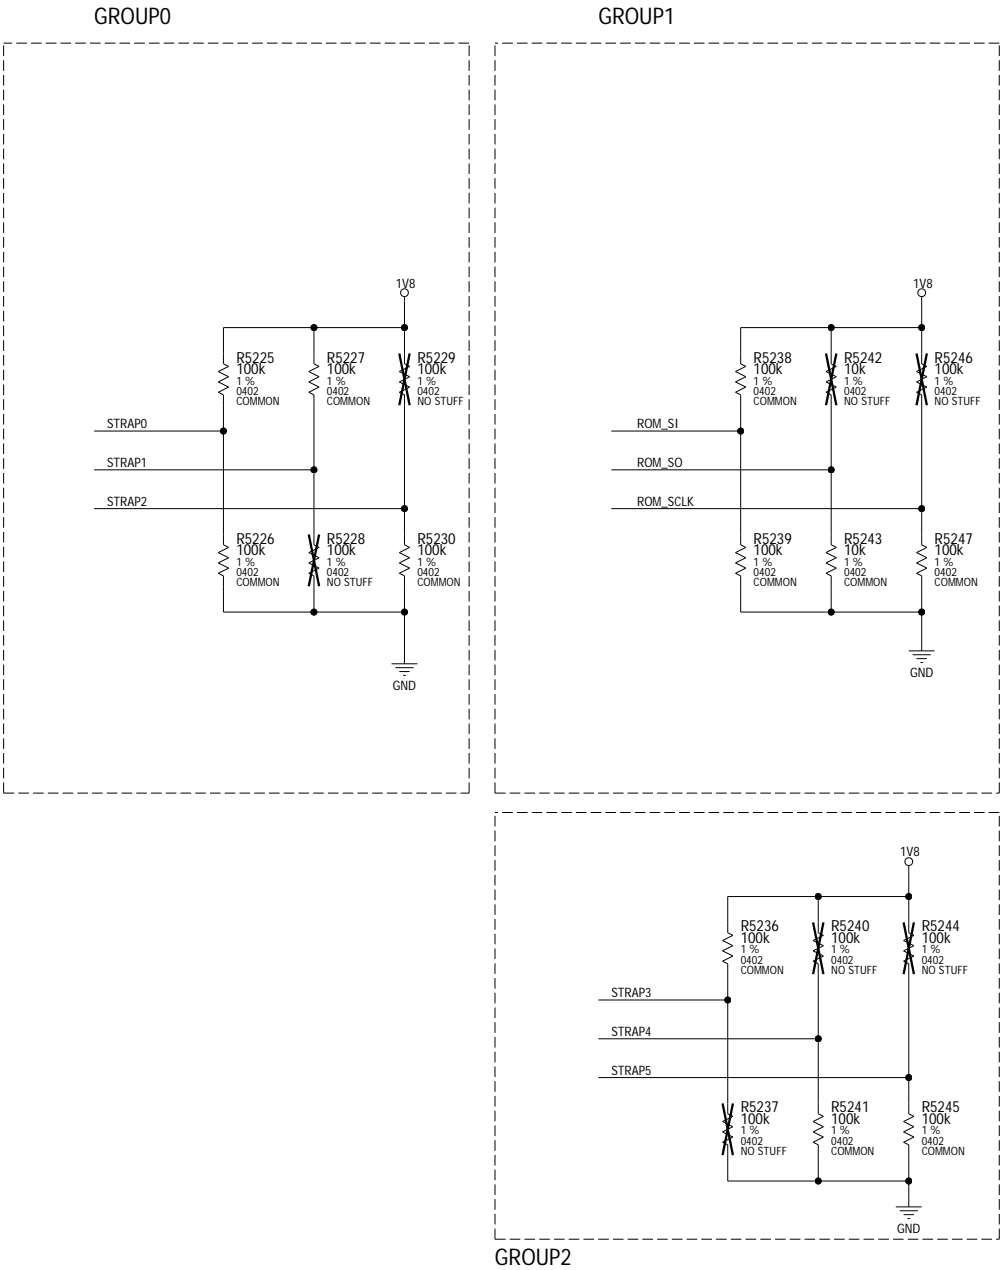 GROUP0
GROUP1
1V8
R5225
100k
1 %
0402
COMMON
R5227
100k
1 %
0402
COMMON
R5229
100k
1 %
0402
NO STUFF
STRAP0
STRAP1
STRAP2
R5226
100k
1 %
0402
COMMON
R5228
100k
1 %
0402
NO STUFF
R5230
100k
1 %
0402
COMMON
GND
1V8
R5238
100k
1 %
0402
COMMON
R5242
10k
1 %
0402
NO STUFF
R5246
100k
1 %
0402
NO STUFF
ROM_SI
ROM_SO
ROM_SCLK
R5239
100k
1 %
0402
COMMON
R5243
10k
1 %
0402
COMMON
R5247
100k
1 %
0402
COMMON
GND
1V8
R5236
100k
1 %
0402
COMMON
R5240
100k
1 %
0402
NO STUFF
R5244
100k
1 %
0402
NO STUFF
STRAP3
STRAP4
STRAP5
R5237
100k
1 %
0402
NO STUFF
R5241
100k
1 %
0402
COMMON
R5245
100k
1 %
0402
COMMON
GND
GROUP2